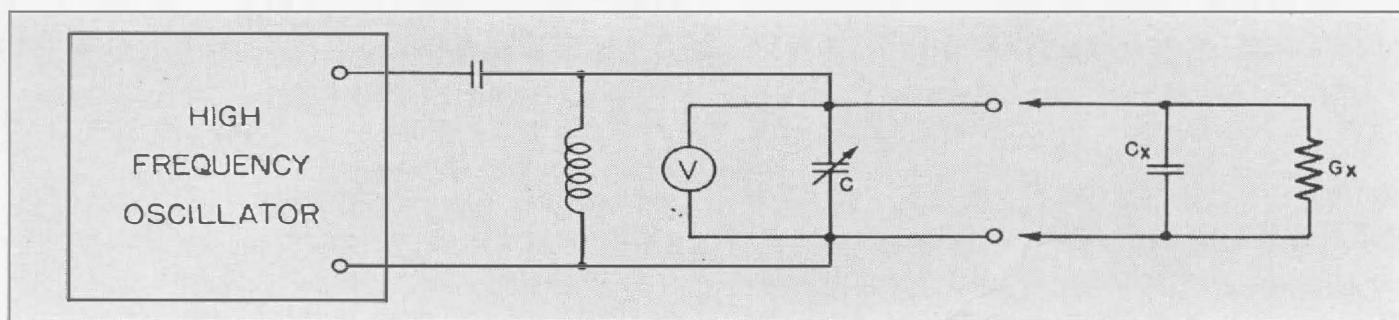 HIGH
FREQUENCY
OSCILLATOR
V
C
Cx
Gx